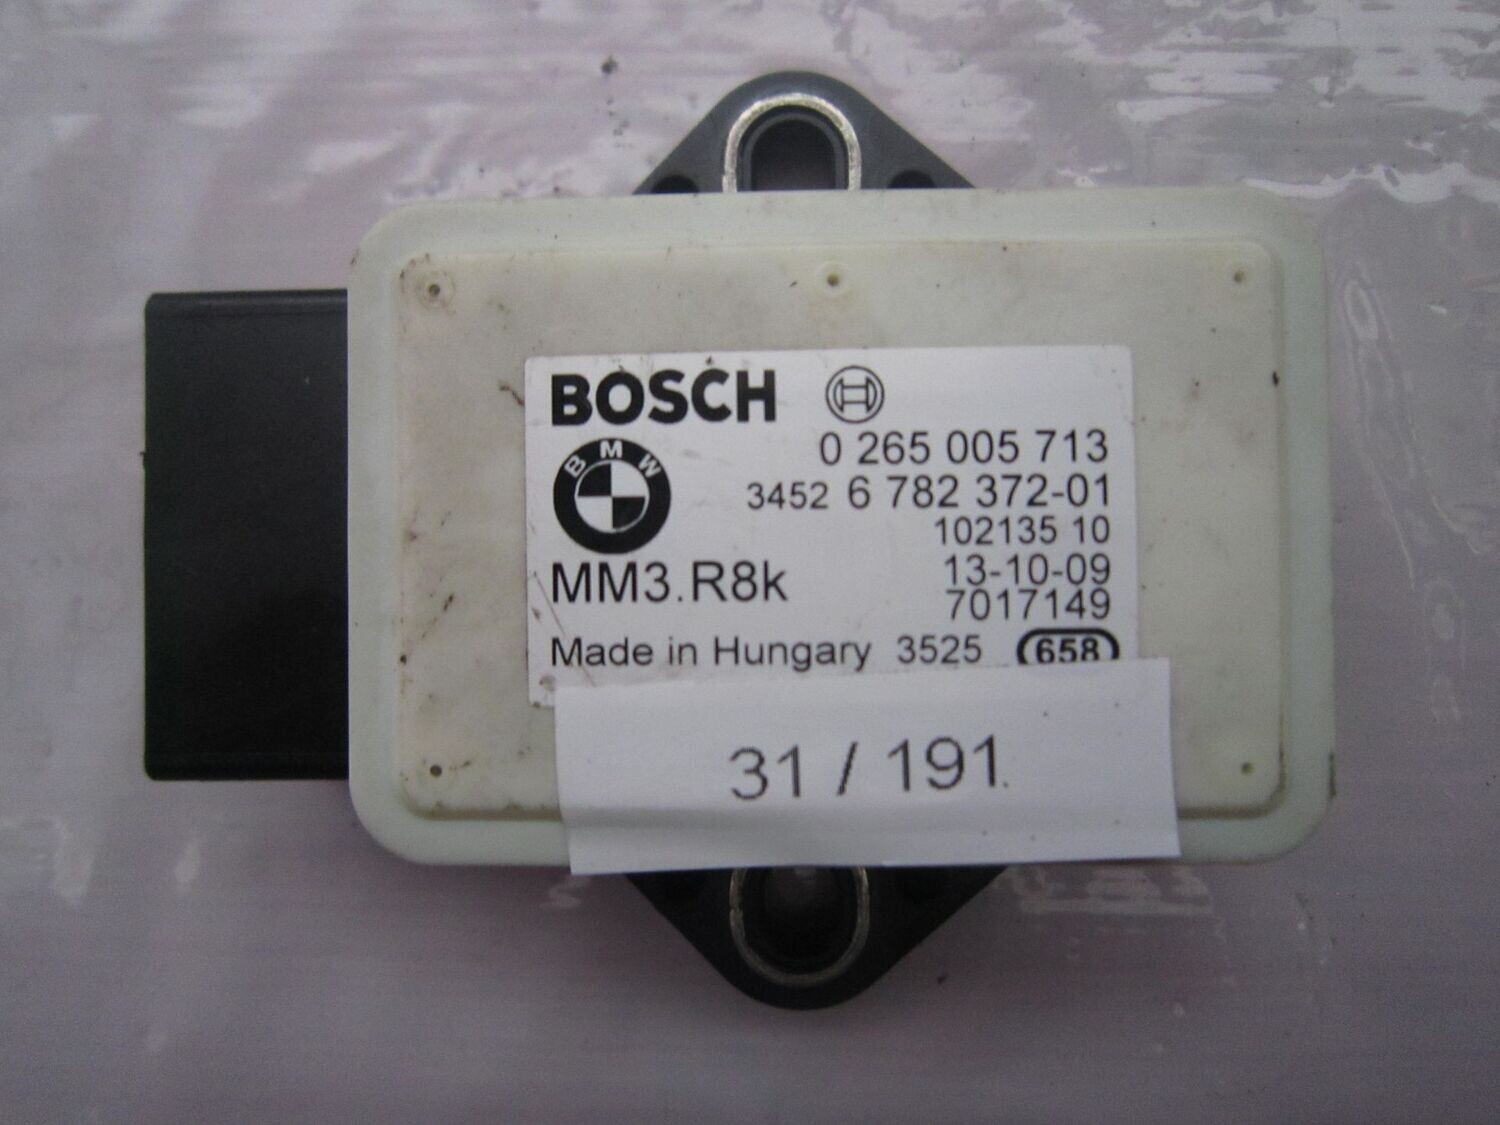 BOSCH
0 265 005 713
BMW
3452 6 782 372-01
102135 10
MM3.R8k
13-10-09
7017149
Made in Hungary 3525 658
31 / 191